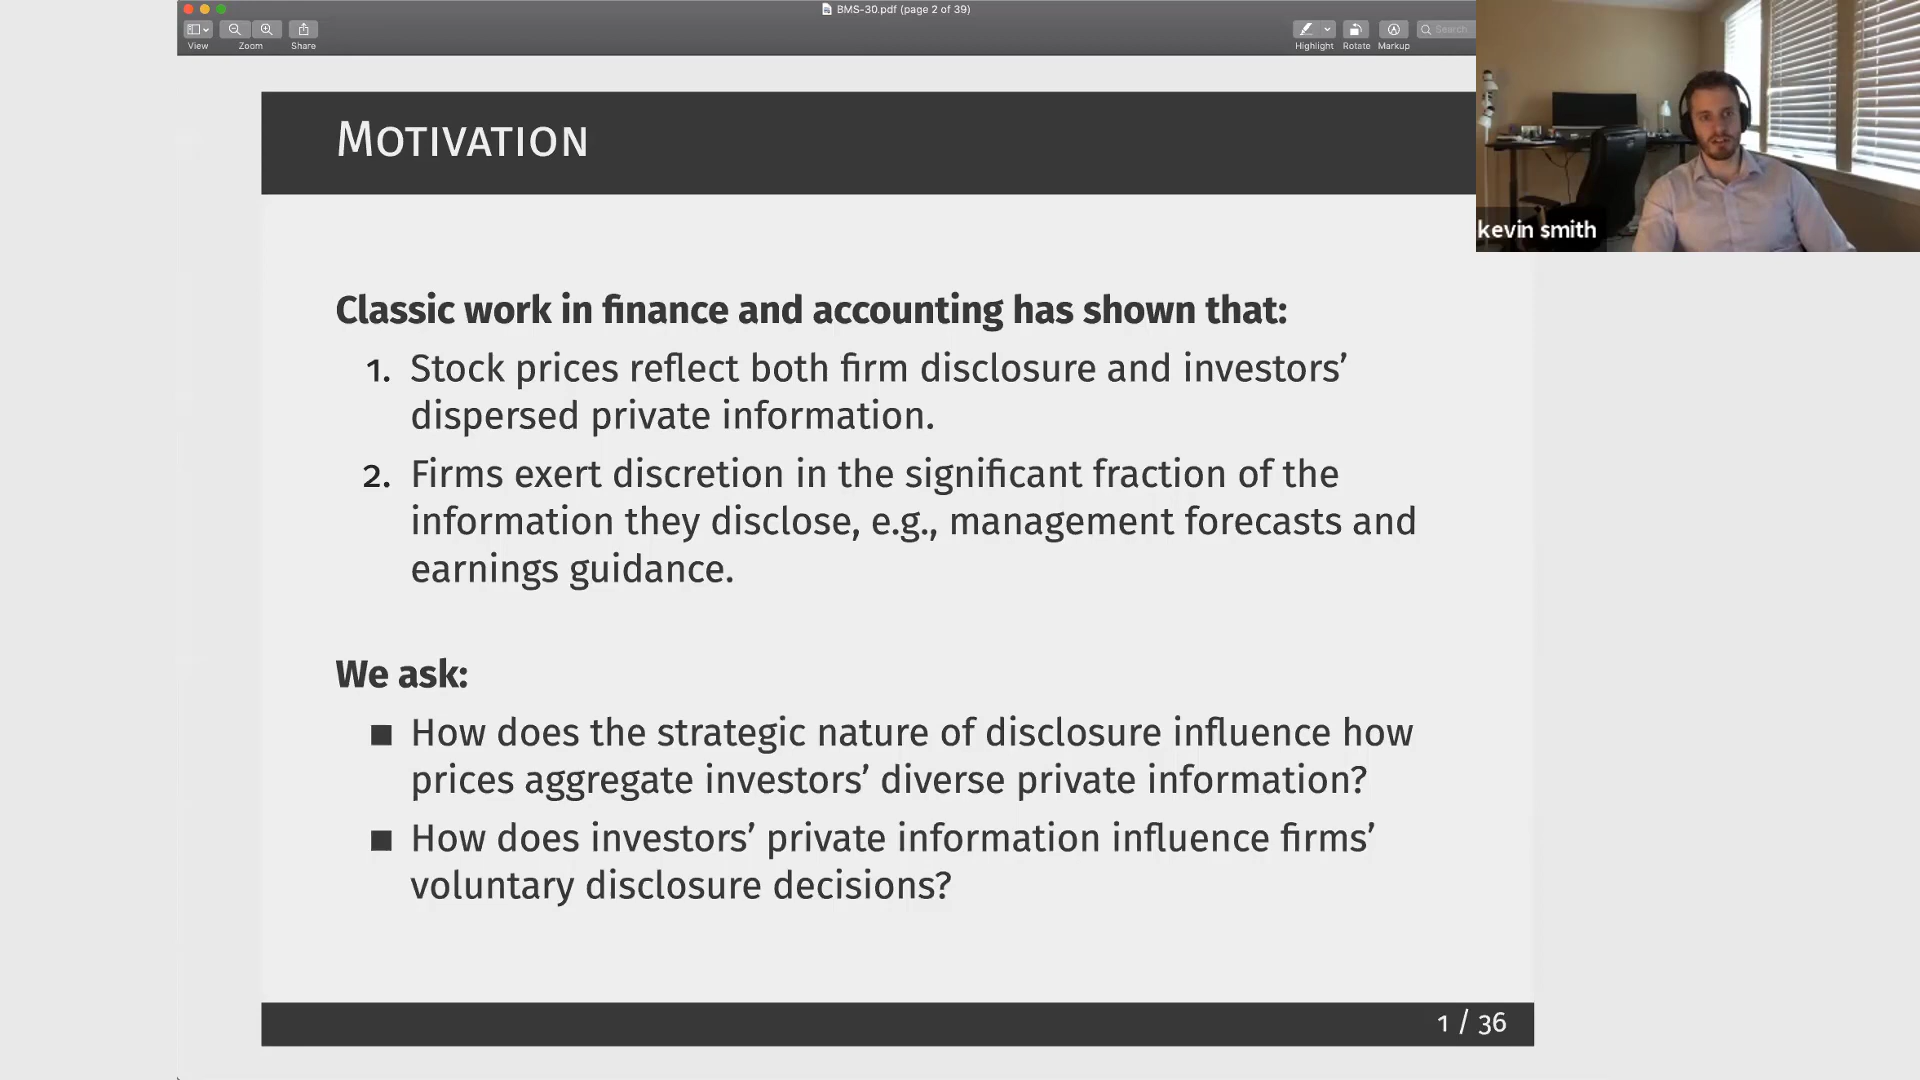 BMS-30.pdf (page 2 of 39)
View
Zoom
Share
Highlight
Rotate
Markup
Search
MOTIVATION
kevin smith
Classic work in finance and accounting has shown that:
1. Stock prices reflect both firm disclosure and investors’
dispersed private information.
2. Firms exert discretion in the significant fraction of the
information they disclose, e.g., management forecasts and
earnings guidance.
We ask:
■ How does the strategic nature of disclosure influence how
prices aggregate investors’ diverse private information?
■ How does investors’ private information influence firms’
voluntary disclosure decisions?
1 / 36